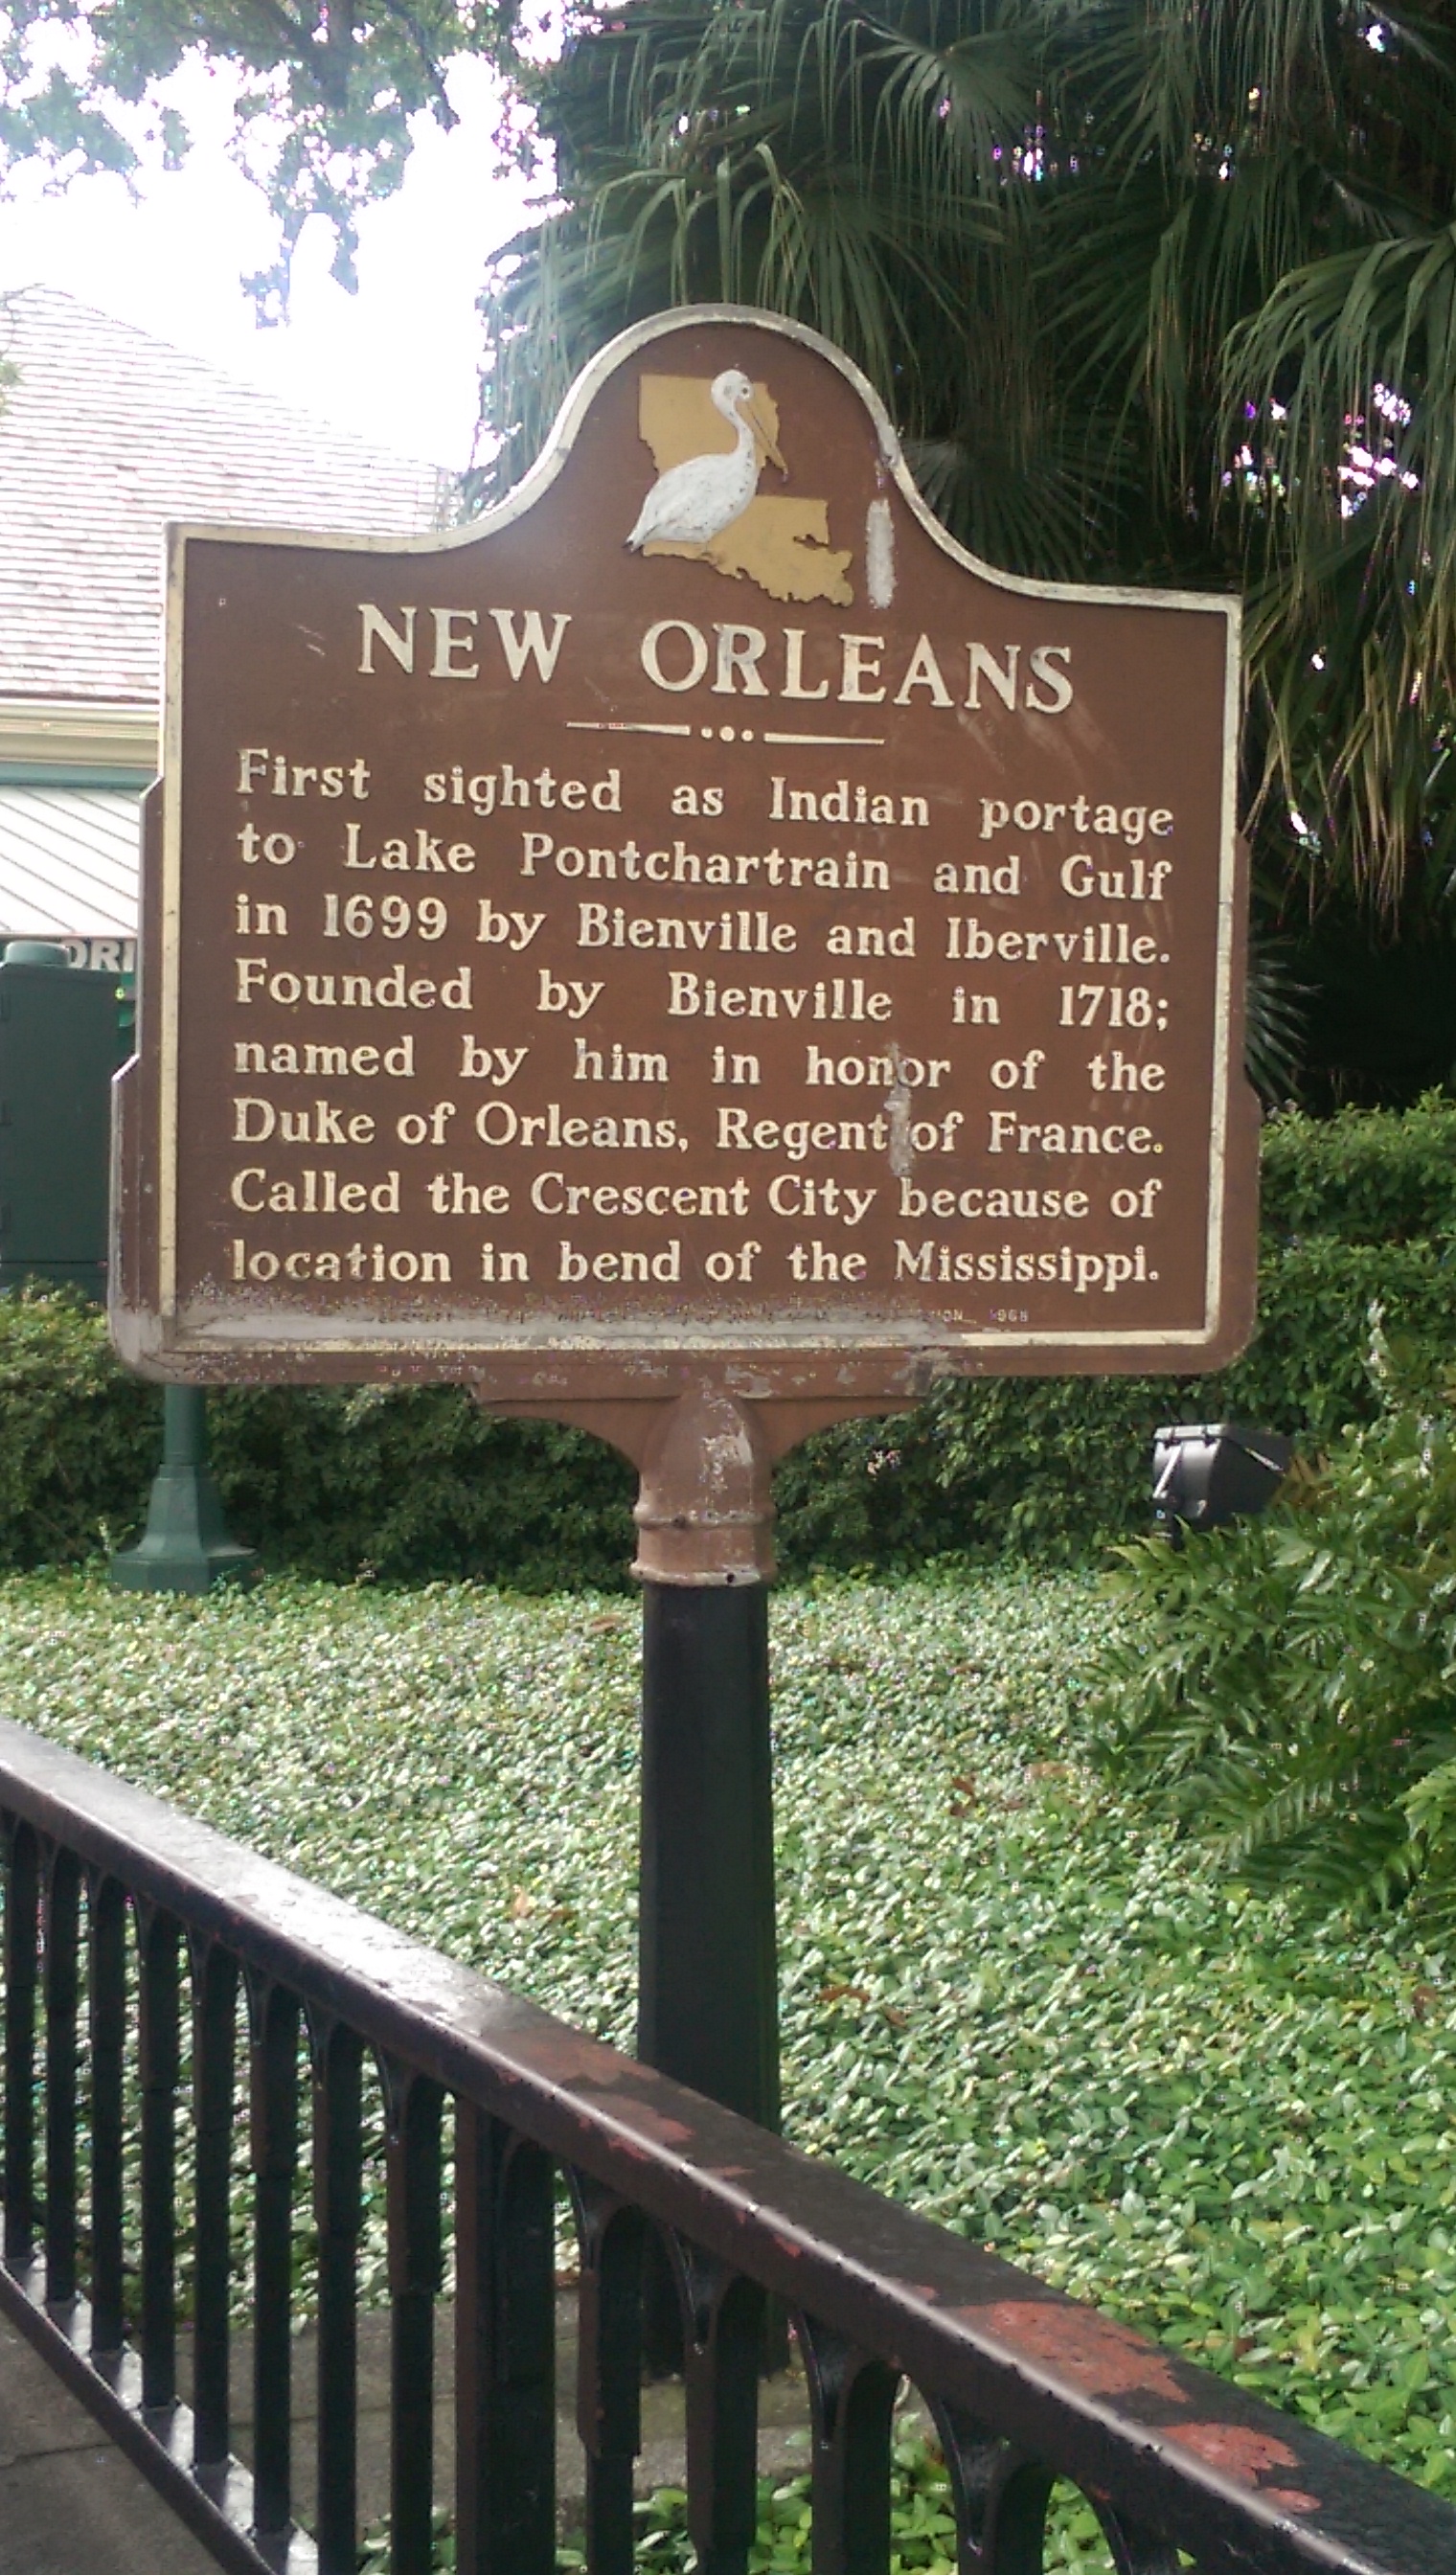 NEW ORLEANS
First sighted as Indian portage
to Lake Pontchartrain and Gulf
in 1699 by Bienville and Iberville.
Founded by Bienville in 1718;
named by him in honor of the
Duke of Orleans, Regent of France.
Called the Crescent City because of
location in bend of the Mississippi.
1968